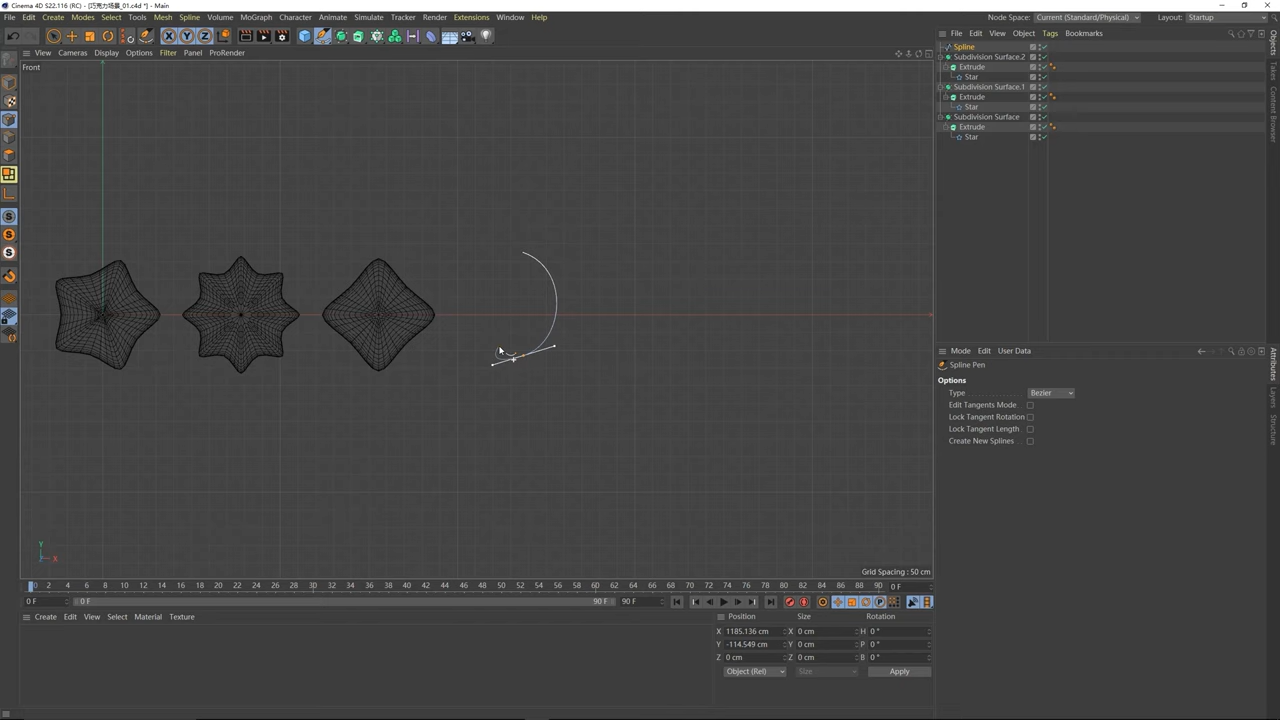 Cinema 4D S22.116 (RC) - [巧克力场景_01.c4d *] - Main
File Edit Create Modes Select Tools Mesh Spline Volume MoGraph Character Animate Simulate Tracker Render Extensions Window Help Node Space: Current (Standard/Physical) Layout: Startup
X Y Z
View Cameras Display Options Filter Panel ProRender
File Edit View Object Tags Bookmarks
Front
Spline
Subdivision Surface.2
Extrude
Star
Subdivision Surface.1
Extrude
Star
Subdivision Surface
Extrude
Star
Objects
Takes
Content Browser
Mode Edit User Data
Spline Pen
Options
Type Bezier
Edit Tangents Mode
Lock Tangent Rotation
Lock Tangent Length
Create New Splines
Attributes
Layers
Structure
Y
X
Grid Spacing : 50 cm
0 2 4 6 8 10 12 14 16 18 20 22 24 26 28 30 32 34 36 38 40 42 44 46 48 50 52 54 56 58 60 62 64 66 68 70 72 74 76 78 80 82 84 86 88 90 0 F
0 F 0 F 90 F 90 F
Create Edit View Select Material Texture
Position Size Rotation
X 1185.136 cm X 0 cm H 0 °
Y -114.549 cm Y 0 cm P 0 °
Z 0 cm Z 0 cm B 0 °
Object (Rel) Size Apply